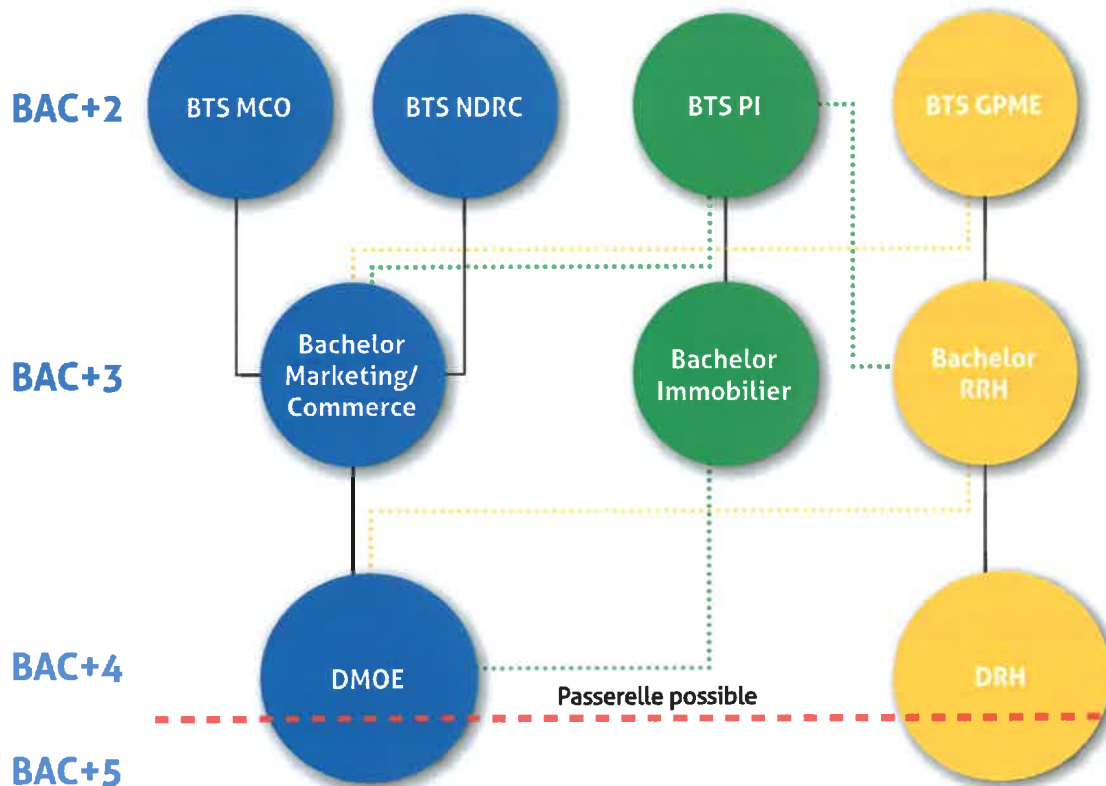 BAC+2
BTS MCO
BTS NDRC
BTS PI
BTS GPME
BAC+3
Bachelor
Marketing/
Commerce
Bachelor
Immobilier
Bachelor
RRH
BAC+4
DMOE
Passerelle possible
DRH
BAC+5